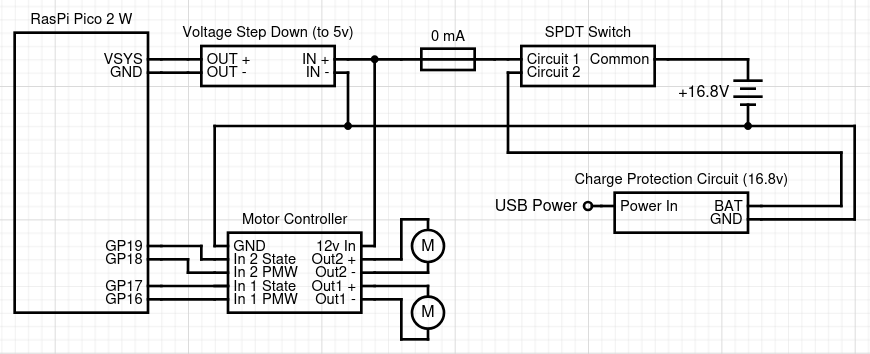 RasPi Pico 2 W
VSYS
GND
GP19
GP18
GP17
GP16
Voltage Step Down (to 5v)
OUT + IN +
OUT - IN -
0 mA
SPDT Switch
Circuit 1 Common
Circuit 2
+16.8V
Charge Protection Circuit (16.8v)
USB Power
Power In BAT
GND
Motor Controller
GND 12v In
In 2 State Out2 +
In 2 PMW Out2 -
In 1 State Out1 +
In 1 PMW Out1 -
M
M